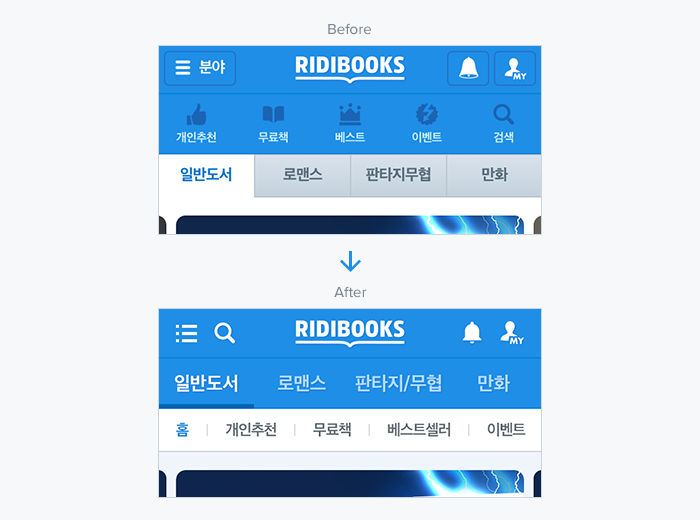 Before
분야 RIDIBOOKS MY
개인추천 무료책 베스트 이벤트 검색
일반도서 로맨스 판타지무협 만화
After
RIDIBOOKS MY
일반도서 로맨스 판타지/무협 만화
홈 | 개인추천 | 무료책 | 베스트셀러 | 이벤트